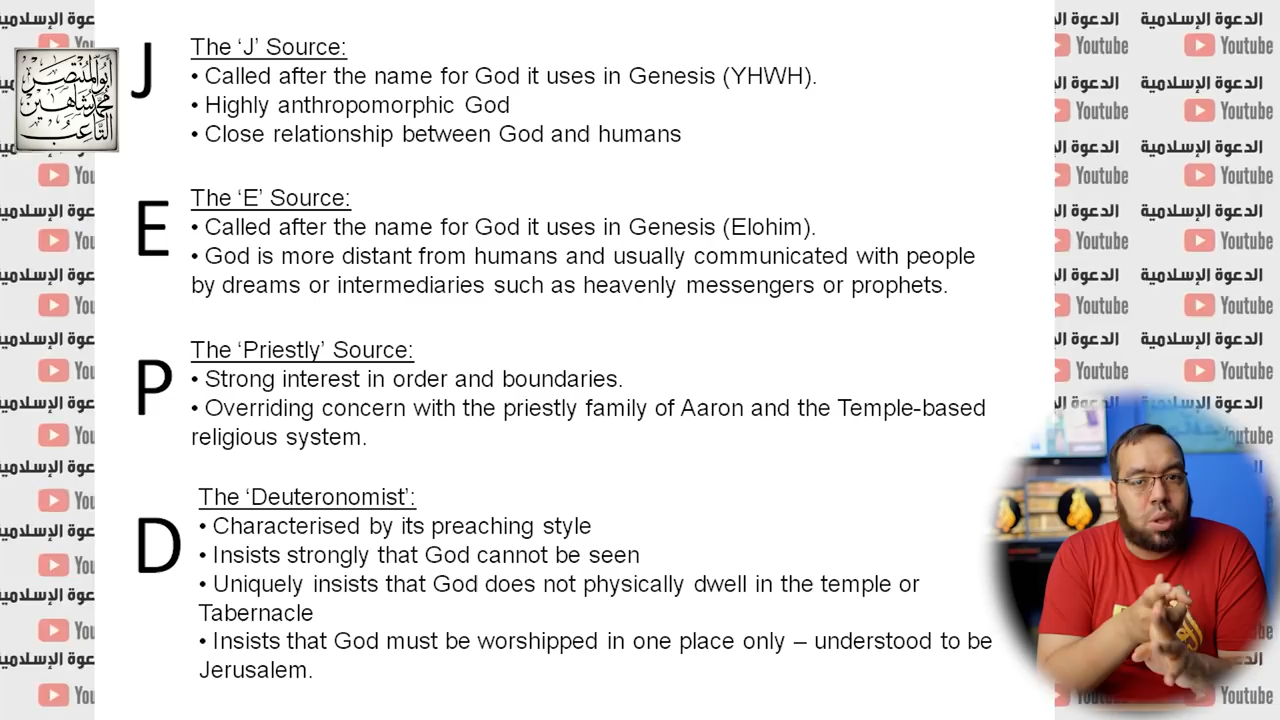 J
The ‘J’ Source:
• Called after the name for God it uses in Genesis (YHWH).
• Highly anthropomorphic God
• Close relationship between God and humans
E
The ‘E’ Source:
• Called after the name for God it uses in Genesis (Elohim).
• God is more distant from humans and usually communicated with people
by dreams or intermediaries such as heavenly messengers or prophets.
P
The ‘Priestly’ Source:
• Strong interest in order and boundaries.
• Overriding concern with the priestly family of Aaron and the Temple-based
religious system.
D
The ‘Deuteronomist’:
• Characterised by its preaching style
• Insists strongly that God cannot be seen
• Uniquely insists that God does not physically dwell in the temple or
Tabernacle
• Insists that God must be worshipped in one place only – understood to be
Jerusalem.
أبو المنتصر
محمد شاهين
التاعب
الدعوة الإسلامية
Youtube